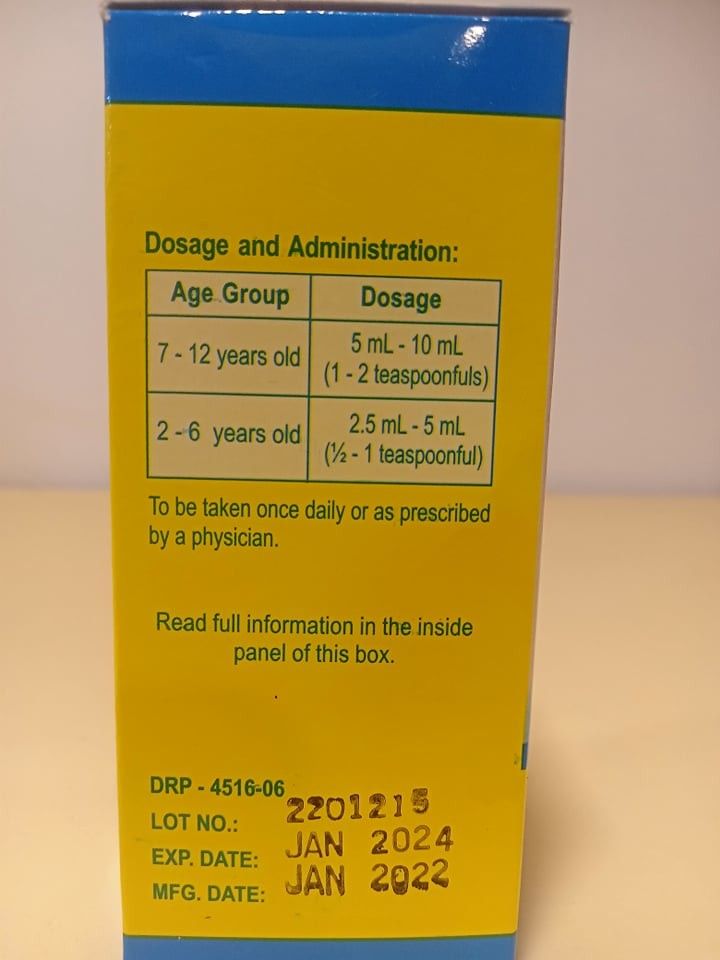 Dosage and Administration:
Age Group Dosage
7 - 12 years old 5 mL - 10 mL
(1 - 2 teaspoonfuls)
2 - 6 years old 2.5 mL - 5 mL
(½ - 1 teaspoonful)
To be taken once daily or as prescribed
by a physician.
Read full information in the inside
panel of this box.
DRP - 4516-06
LOT NO.: 2201215
EXP. DATE: JAN 2024
MFG. DATE: JAN 2022